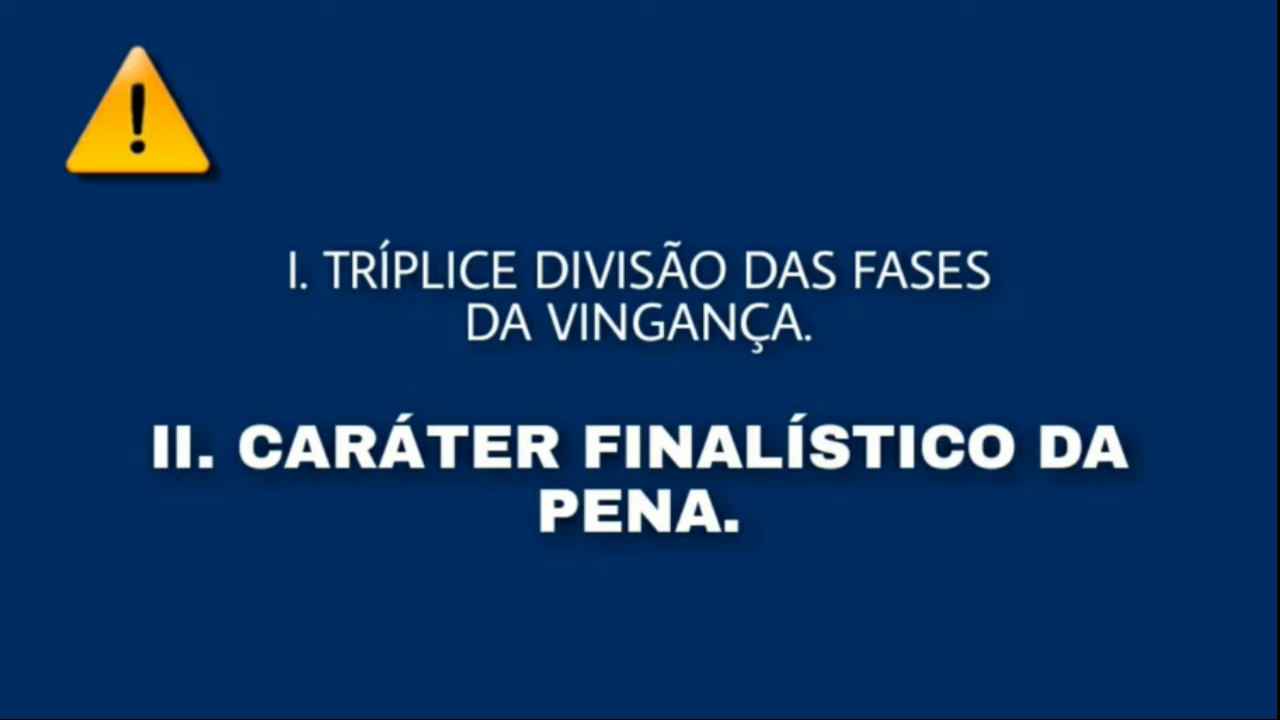 I. TRÍPLICE DIVISÃO DAS FASES
DA VINGANÇA.
II. CARÁTER FINALÍSTICO DA
PENA.